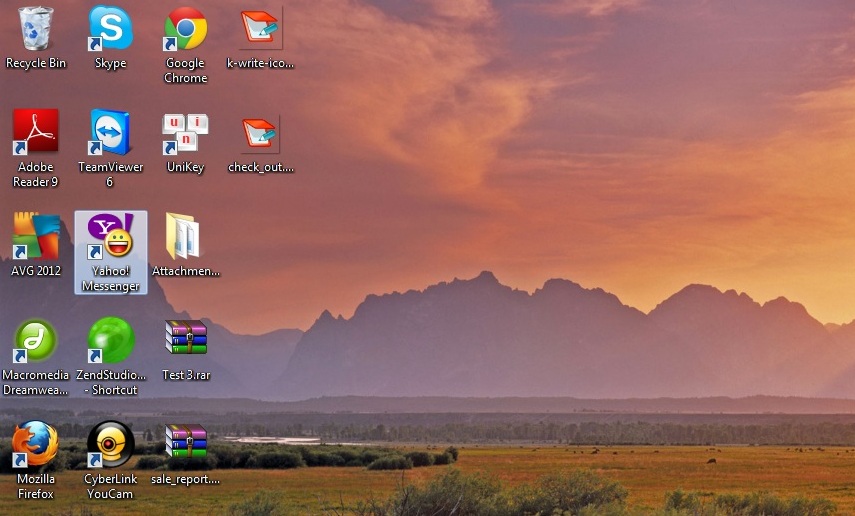 Recycle Bin
Skype
Google
Chrome
k-write-ico...
Adobe
Reader 9
TeamViewer
6
u i
n
UniKey
check_out....
AVG 2012
Y!
Yahoo!
Messenger
Attachmen...
Macromedia
Dreamwea...
ZendStudio...
- Shortcut
Test 3.rar
Mozilla
Firefox
CyberLink
YouCam
sale_report....